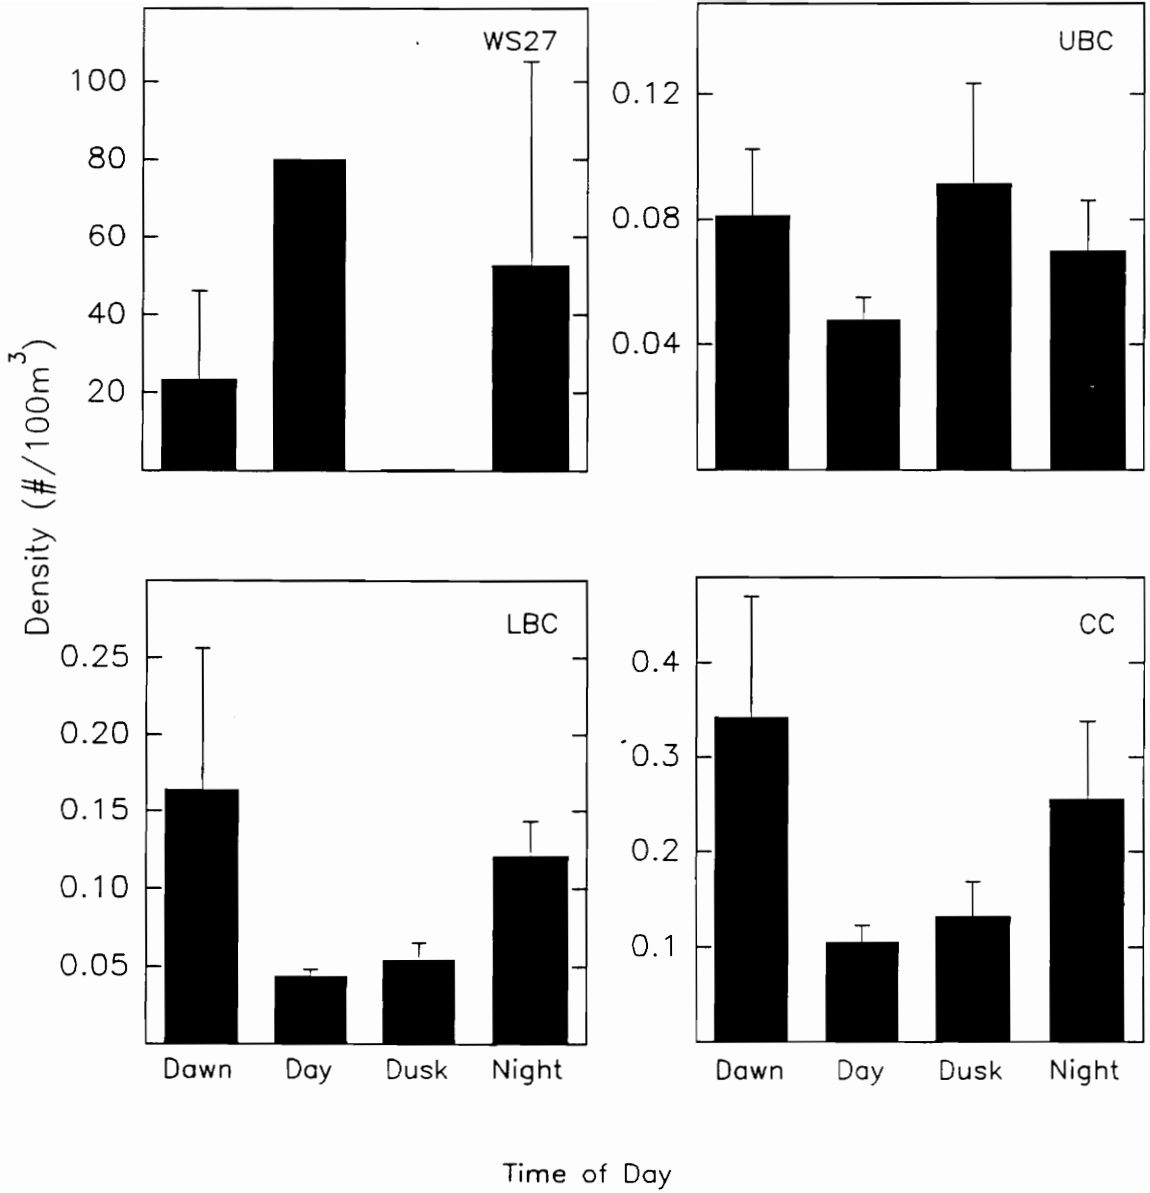 Density (#/100m³)
WS27
100
80
60
40
20
UBC
0.12
0.08
0.04
LBC
0.25
0.20
0.15
0.10
0.05
Dawn Day Dusk Night
CC
0.4
0.3
0.2
0.1
Dawn Day Dusk Night
Time of Day